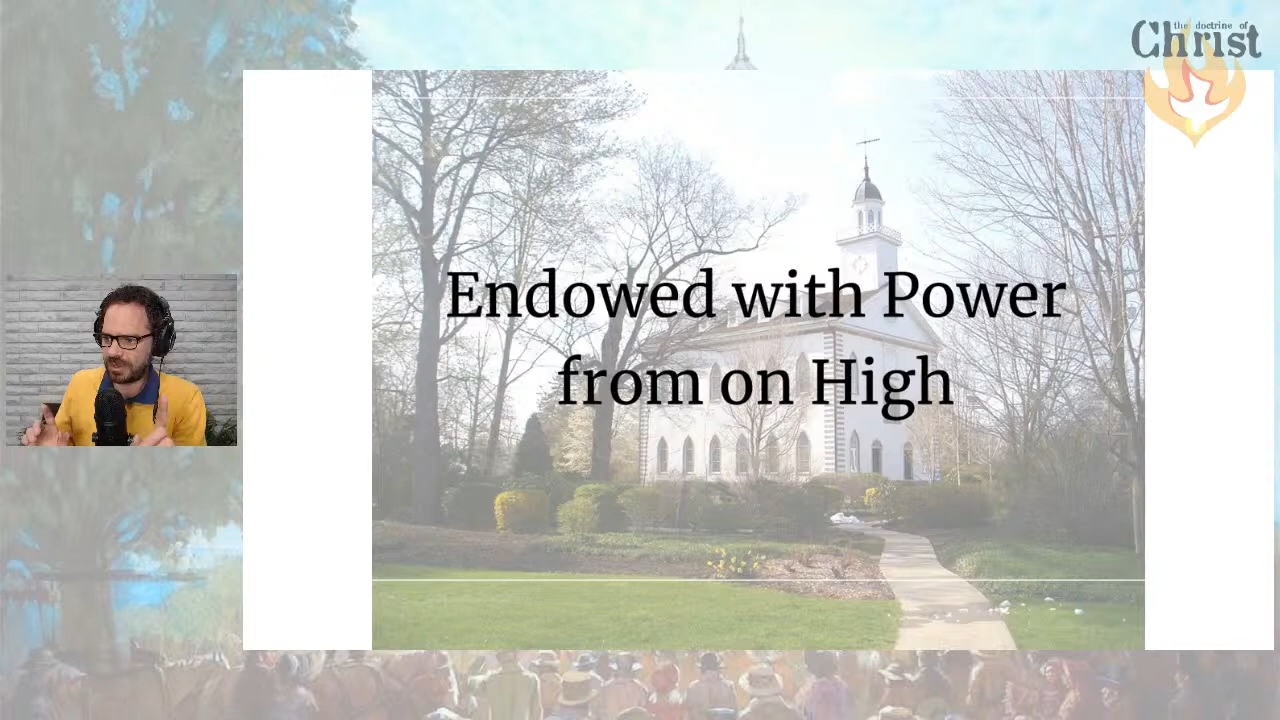 the doctrine of
Christ
Endowed with Power
from on High